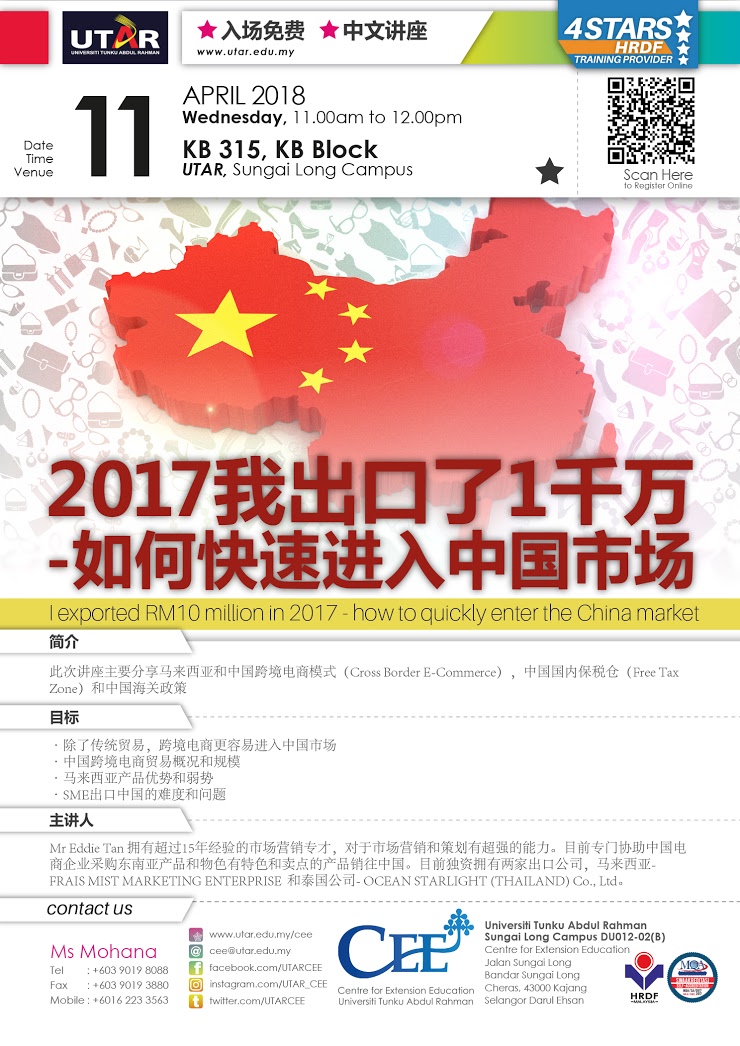 UTAR
UNIVERSITI TUNKU ABDUL RAHMAN
★ 入场免费 ★ 中文讲座
www.utar.edu.my
4 STARS
HRDF
TRAINING PROVIDER
Date
Time
Venue
11
APRIL 2018
Wednesday, 11.00am to 12.00pm
KB 315, KB Block
UTAR, Sungai Long Campus
Scan Here
to Register Online
2017我出口了1千万
-如何快速进入中国市场
I exported RM10 million in 2017 - how to quickly enter the China market
简介
此次讲座主要分享马来西亚和中国跨境电商模式（Cross Border E-Commerce），中国国内保税仓（Free Tax
Zone）和中国海关政策
目标
· 除了传统贸易，跨境电商更容易进入中国市场
· 中国跨境电商贸易概况和规模
· 马来西亚产品优势和弱势
· SME出口中国的难度和问题
主讲人
Mr Eddie Tan 拥有超过15年经验的市场营销专才，对于市场营销和策划有超强的能力。目前专门协助中国电
商企业采购东南亚产品和物色有特色和卖点的产品销往中国。目前独资拥有两家出口公司，马来西亚-
FRAIS MIST MARKETING ENTERPRISE 和泰国公司- OCEAN STARLIGHT (THAILAND) Co., Ltd。
contact us
Ms Mohana
Tel : +603 9019 8088
Fax : +603 9019 3880
Mobile : +6016 223 3563
www.utar.edu.my/cee
cee@utar.edu.my
facebook.com/UTARCEE
instagram.com/UTAR_CEE
twitter.com/UTARCEE
CEE
Centre for Extension Education
Universiti Tunku Abdul Rahman
Universiti Tunku Abdul Rahman
Sungai Long Campus DU012-02(B)
Centre for Extension Education
Jalan Sungai Long
Bandar Sungai Long
Cheras, 43000 Kajang
Selangor Darul Ehsan
HRDF
MALAYSIA
MQA